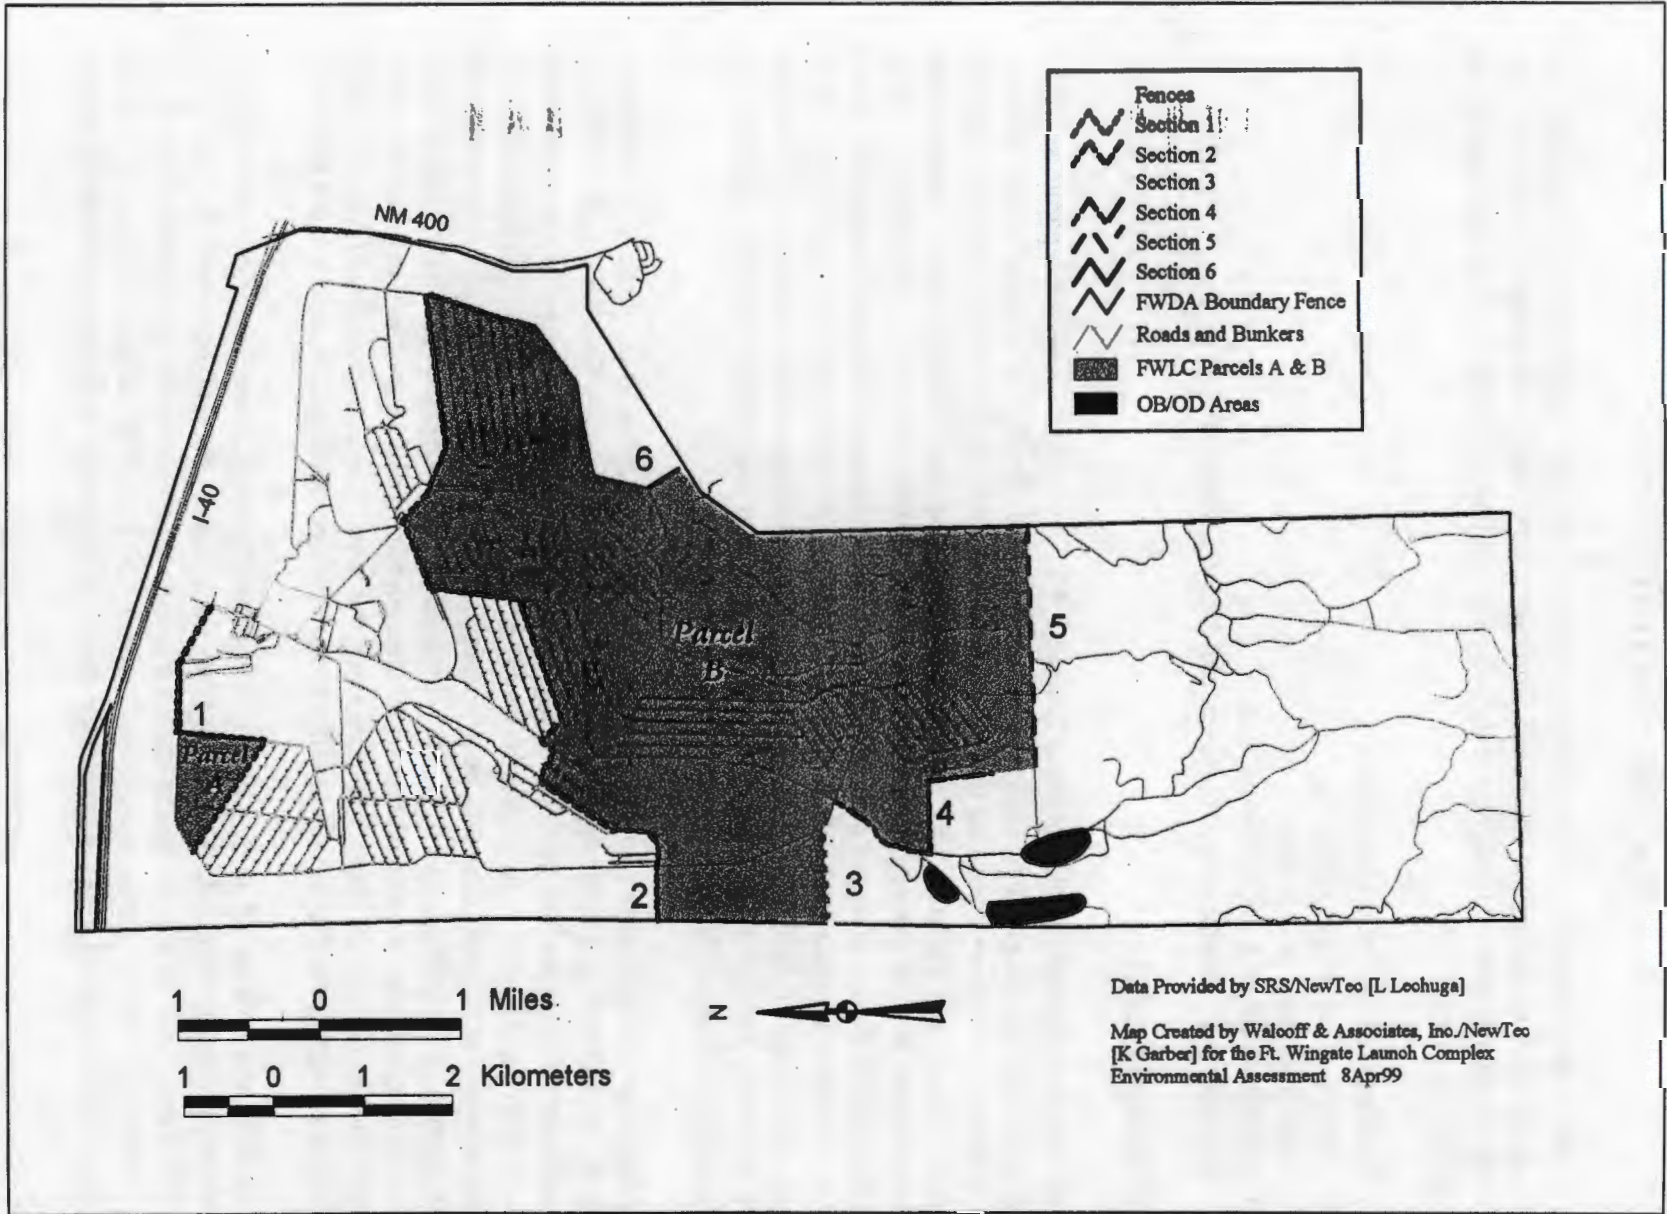 Fences
Section 1
Section 2
Section 3
Section 4
Section 5
Section 6
FWDA Boundary Fence
Roads and Bunkers
FWLC Parcels A & B
OB/OD Areas
NM 400
I-40
6
5
Parcel
B
1
Parcel
A
4
3
2
1 0 1 Miles
1 0 1 2 Kilometers
N
Data Provided by SRS/NewTec [L Lechuga]
Map Created by Walcoff & Associates, Inc./NewTec
[K Garber] for the Ft. Wingate Launch Complex
Environmental Assessment 8Apr99